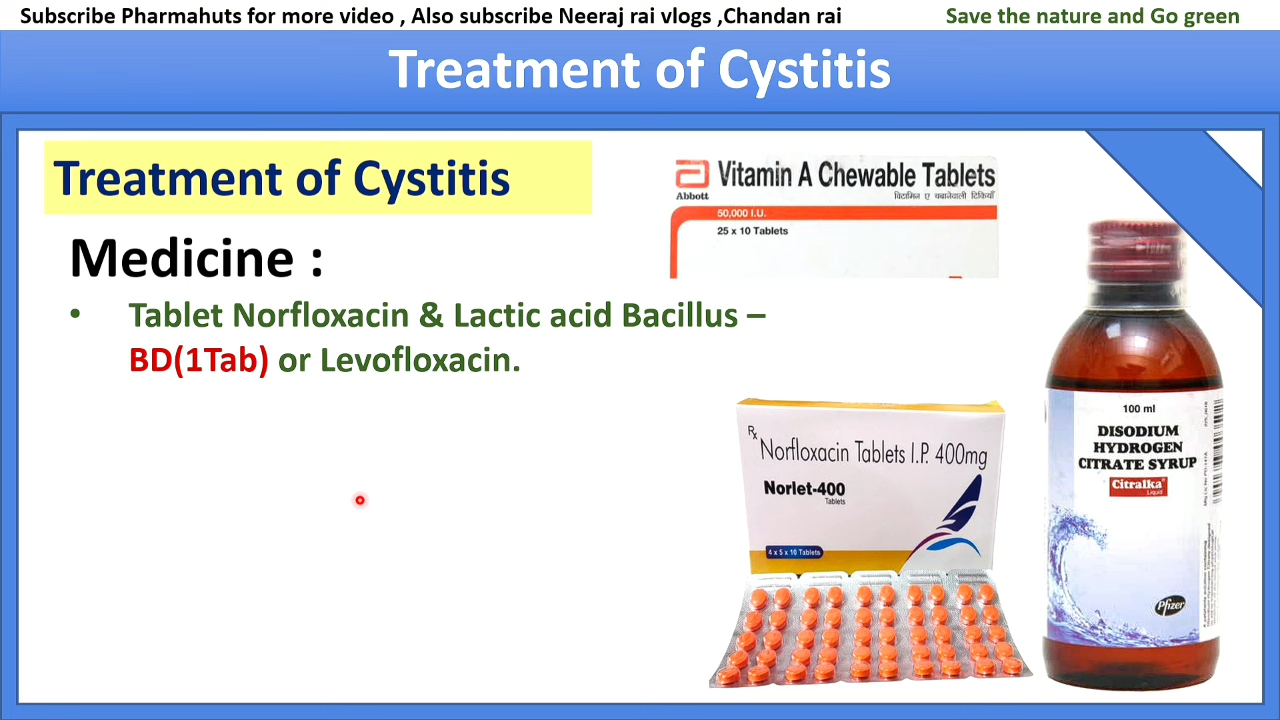 Subscribe Pharmahuts for more video , Also subscribe Neeraj rai vlogs ,Chandan rai
Save the nature and Go green
Treatment of Cystitis
Treatment of Cystitis
Medicine :
• Tablet Norfloxacin & Lactic acid Bacillus –
BD(1Tab) or Levofloxacin.
Abbott
Vitamin A Chewable Tablets
विटामिन ए चबानेवाली टिकियाँ
50,000 I.U.
25 x 10 Tablets
Rx
Norfloxacin Tablets I.P. 400mg
Norlet-400
Tablets
4 x 5 x 10 Tablets
100 ml
DISODIUM
HYDROGEN
CITRATE SYRUP
Citralka
Liquid
Pfizer